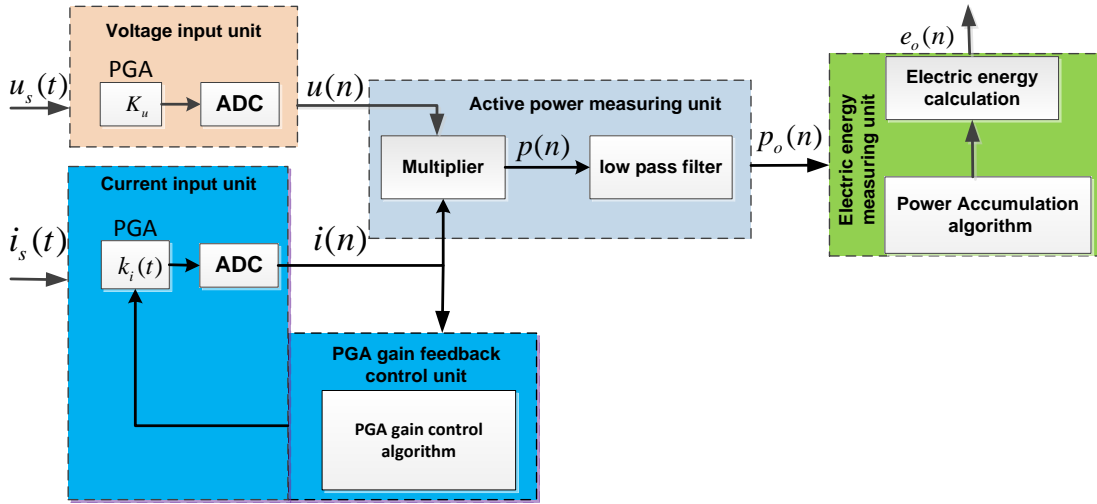 Voltage input unit
PGA
u_s(t)
K_u
ADC
u(n)
Active power measuring unit
Multiplier
p(n)
low pass filter
p_o(n)
e_o(n)
Electric energy
calculation
Electric energy
measuring unit
Power Accumulation
algorithm
Current input unit
PGA
i_s(t)
k_i(t)
ADC
i(n)
PGA gain feedback
control unit
PGA gain control
algorithm